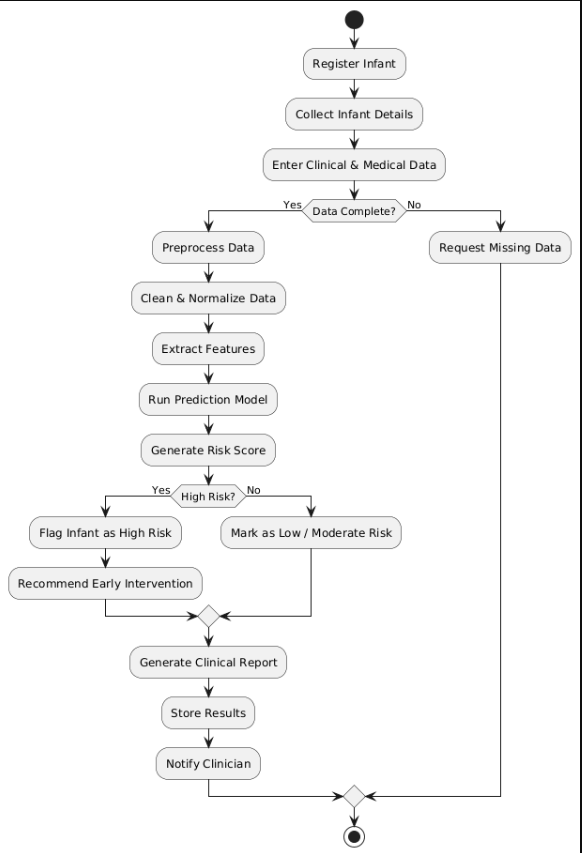 Register Infant
Collect Infant Details
Enter Clinical & Medical Data
Yes
Data Complete?
No
Preprocess Data
Request Missing Data
Clean & Normalize Data
Extract Features
Run Prediction Model
Generate Risk Score
Yes
High Risk?
No
Flag Infant as High Risk
Mark as Low / Moderate Risk
Recommend Early Intervention
Generate Clinical Report
Store Results
Notify Clinician